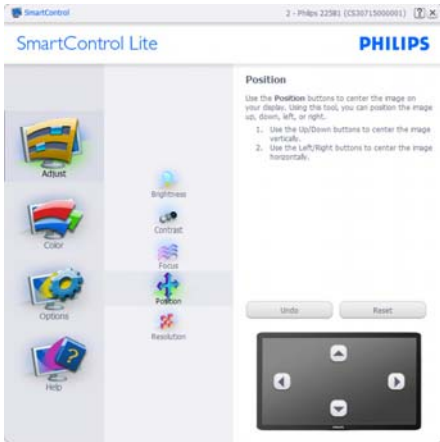 SmartControl
2 - Philips 225B1 (CS30715000001)
SmartControl Lite
PHILIPS
Adjust
Color
Options
Help
Brightness
Contrast
Focus
Position
Resolution
Position
Use the Position buttons to center the image on
your display. Using this tool, you can position the image
up, down, left, or right.
1. Use the Up/Down buttons to center the image
vertically.
2. Use the Left/Right buttons to center the image
horizontally.
Undo
Reset